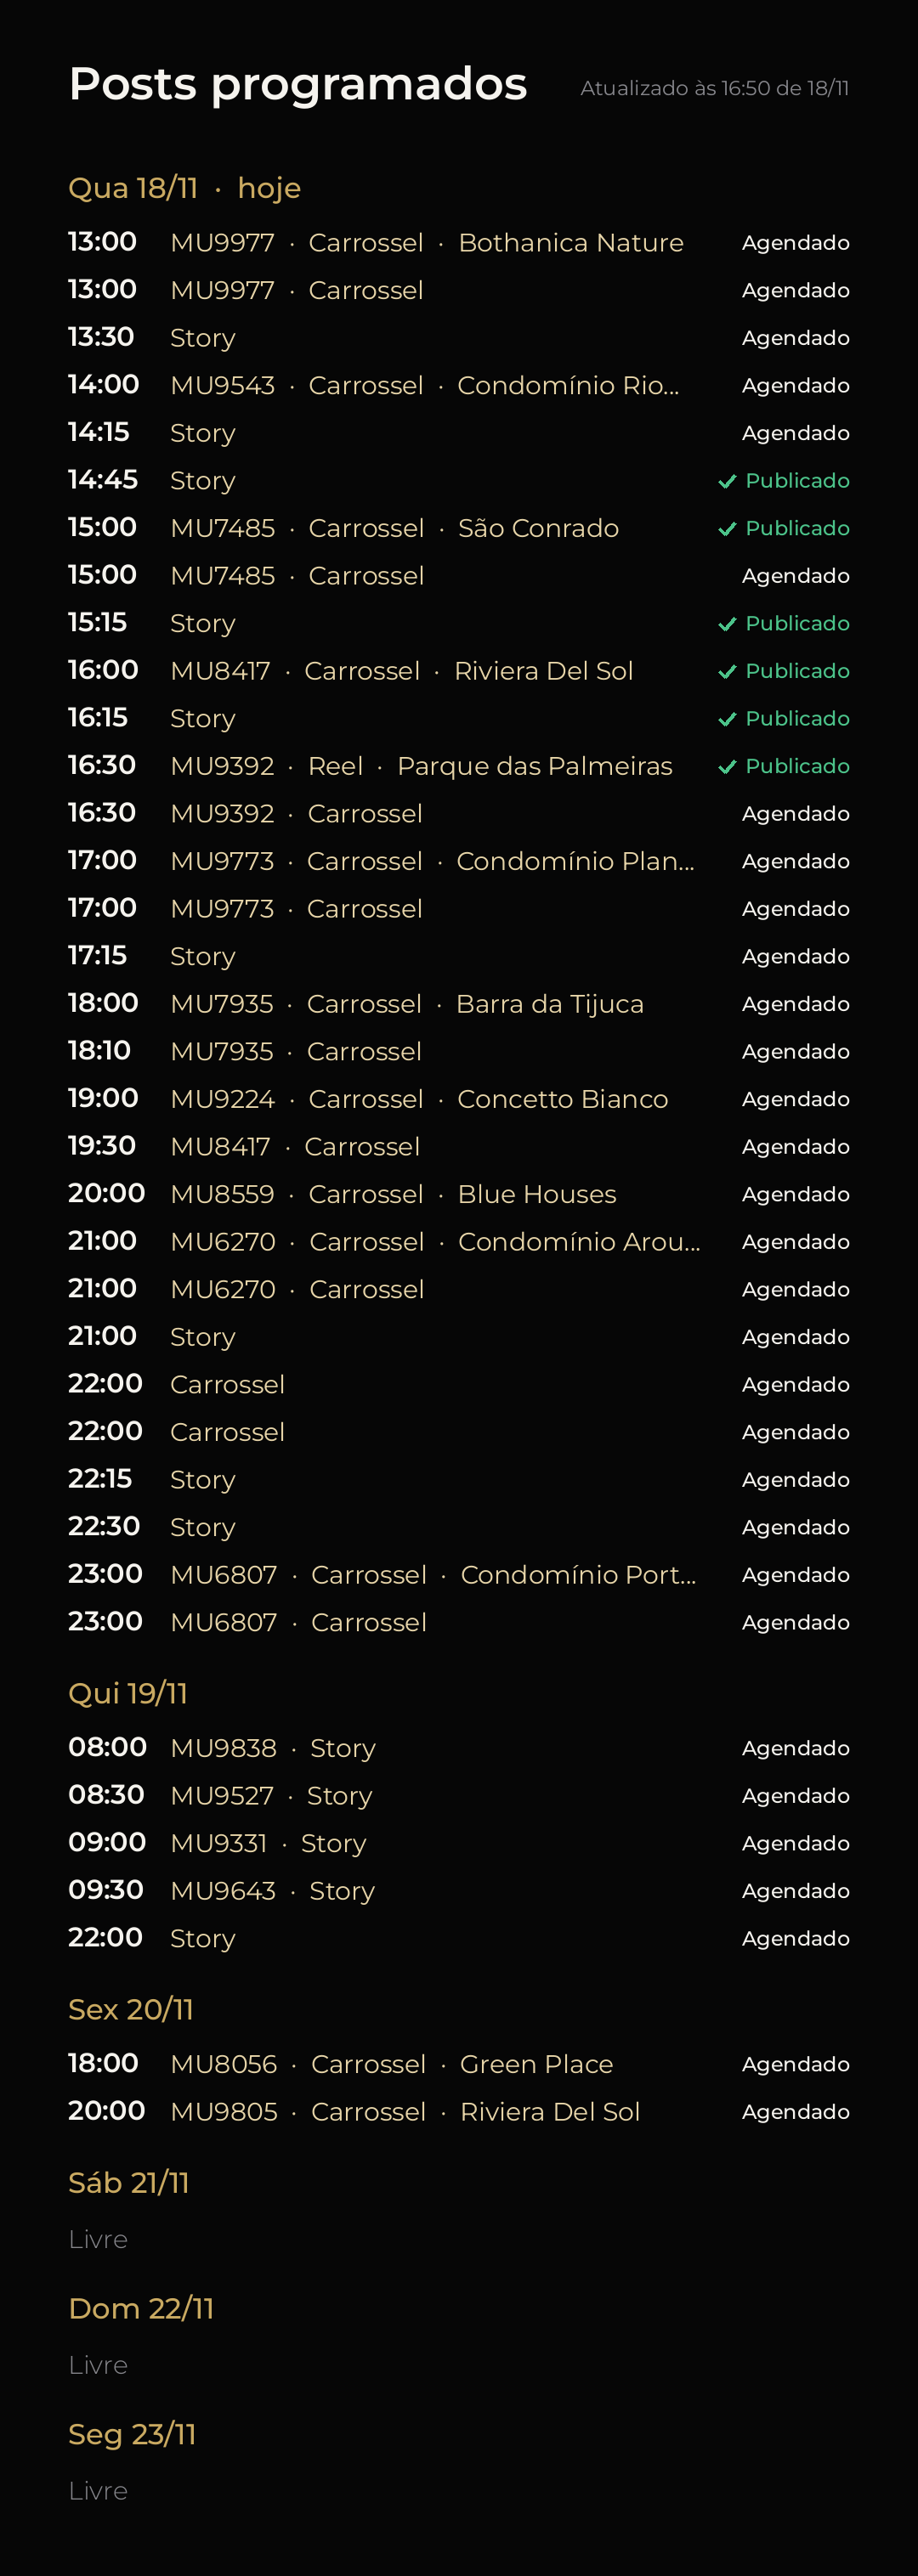 Posts programados Atualizado às 16:50 de 18/11
Qua 18/11 · hoje
13:00 MU9977 · Carrossel · Bothanica Nature Agendado
13:00 MU9977 · Carrossel Agendado
13:30 Story Agendado
14:00 MU9543 · Carrossel · Condomínio Rio... Agendado
14:15 Story Agendado
14:45 Story ✓ Publicado
15:00 MU7485 · Carrossel · São Conrado ✓ Publicado
15:00 MU7485 · Carrossel Agendado
15:15 Story ✓ Publicado
16:00 MU8417 · Carrossel · Riviera Del Sol ✓ Publicado
16:15 Story ✓ Publicado
16:30 MU9392 · Reel · Parque das Palmeiras ✓ Publicado
16:30 MU9392 · Carrossel Agendado
17:00 MU9773 · Carrossel · Condomínio Plan... Agendado
17:00 MU9773 · Carrossel Agendado
17:15 Story Agendado
18:00 MU7935 · Carrossel · Barra da Tijuca Agendado
18:10 MU7935 · Carrossel Agendado
19:00 MU9224 · Carrossel · Concetto Bianco Agendado
19:30 MU8417 · Carrossel Agendado
20:00 MU8559 · Carrossel · Blue Houses Agendado
21:00 MU6270 · Carrossel · Condomínio Arou... Agendado
21:00 MU6270 · Carrossel Agendado
21:00 Story Agendado
22:00 Carrossel Agendado
22:00 Carrossel Agendado
22:15 Story Agendado
22:30 Story Agendado
23:00 MU6807 · Carrossel · Condomínio Port... Agendado
23:00 MU6807 · Carrossel Agendado
Qui 19/11
08:00 MU9838 · Story Agendado
08:30 MU9527 · Story Agendado
09:00 MU9331 · Story Agendado
09:30 MU9643 · Story Agendado
22:00 Story Agendado
Sex 20/11
18:00 MU8056 · Carrossel · Green Place Agendado
20:00 MU9805 · Carrossel · Riviera Del Sol Agendado
Sáb 21/11
Livre
Dom 22/11
Livre
Seg 23/11
Livre